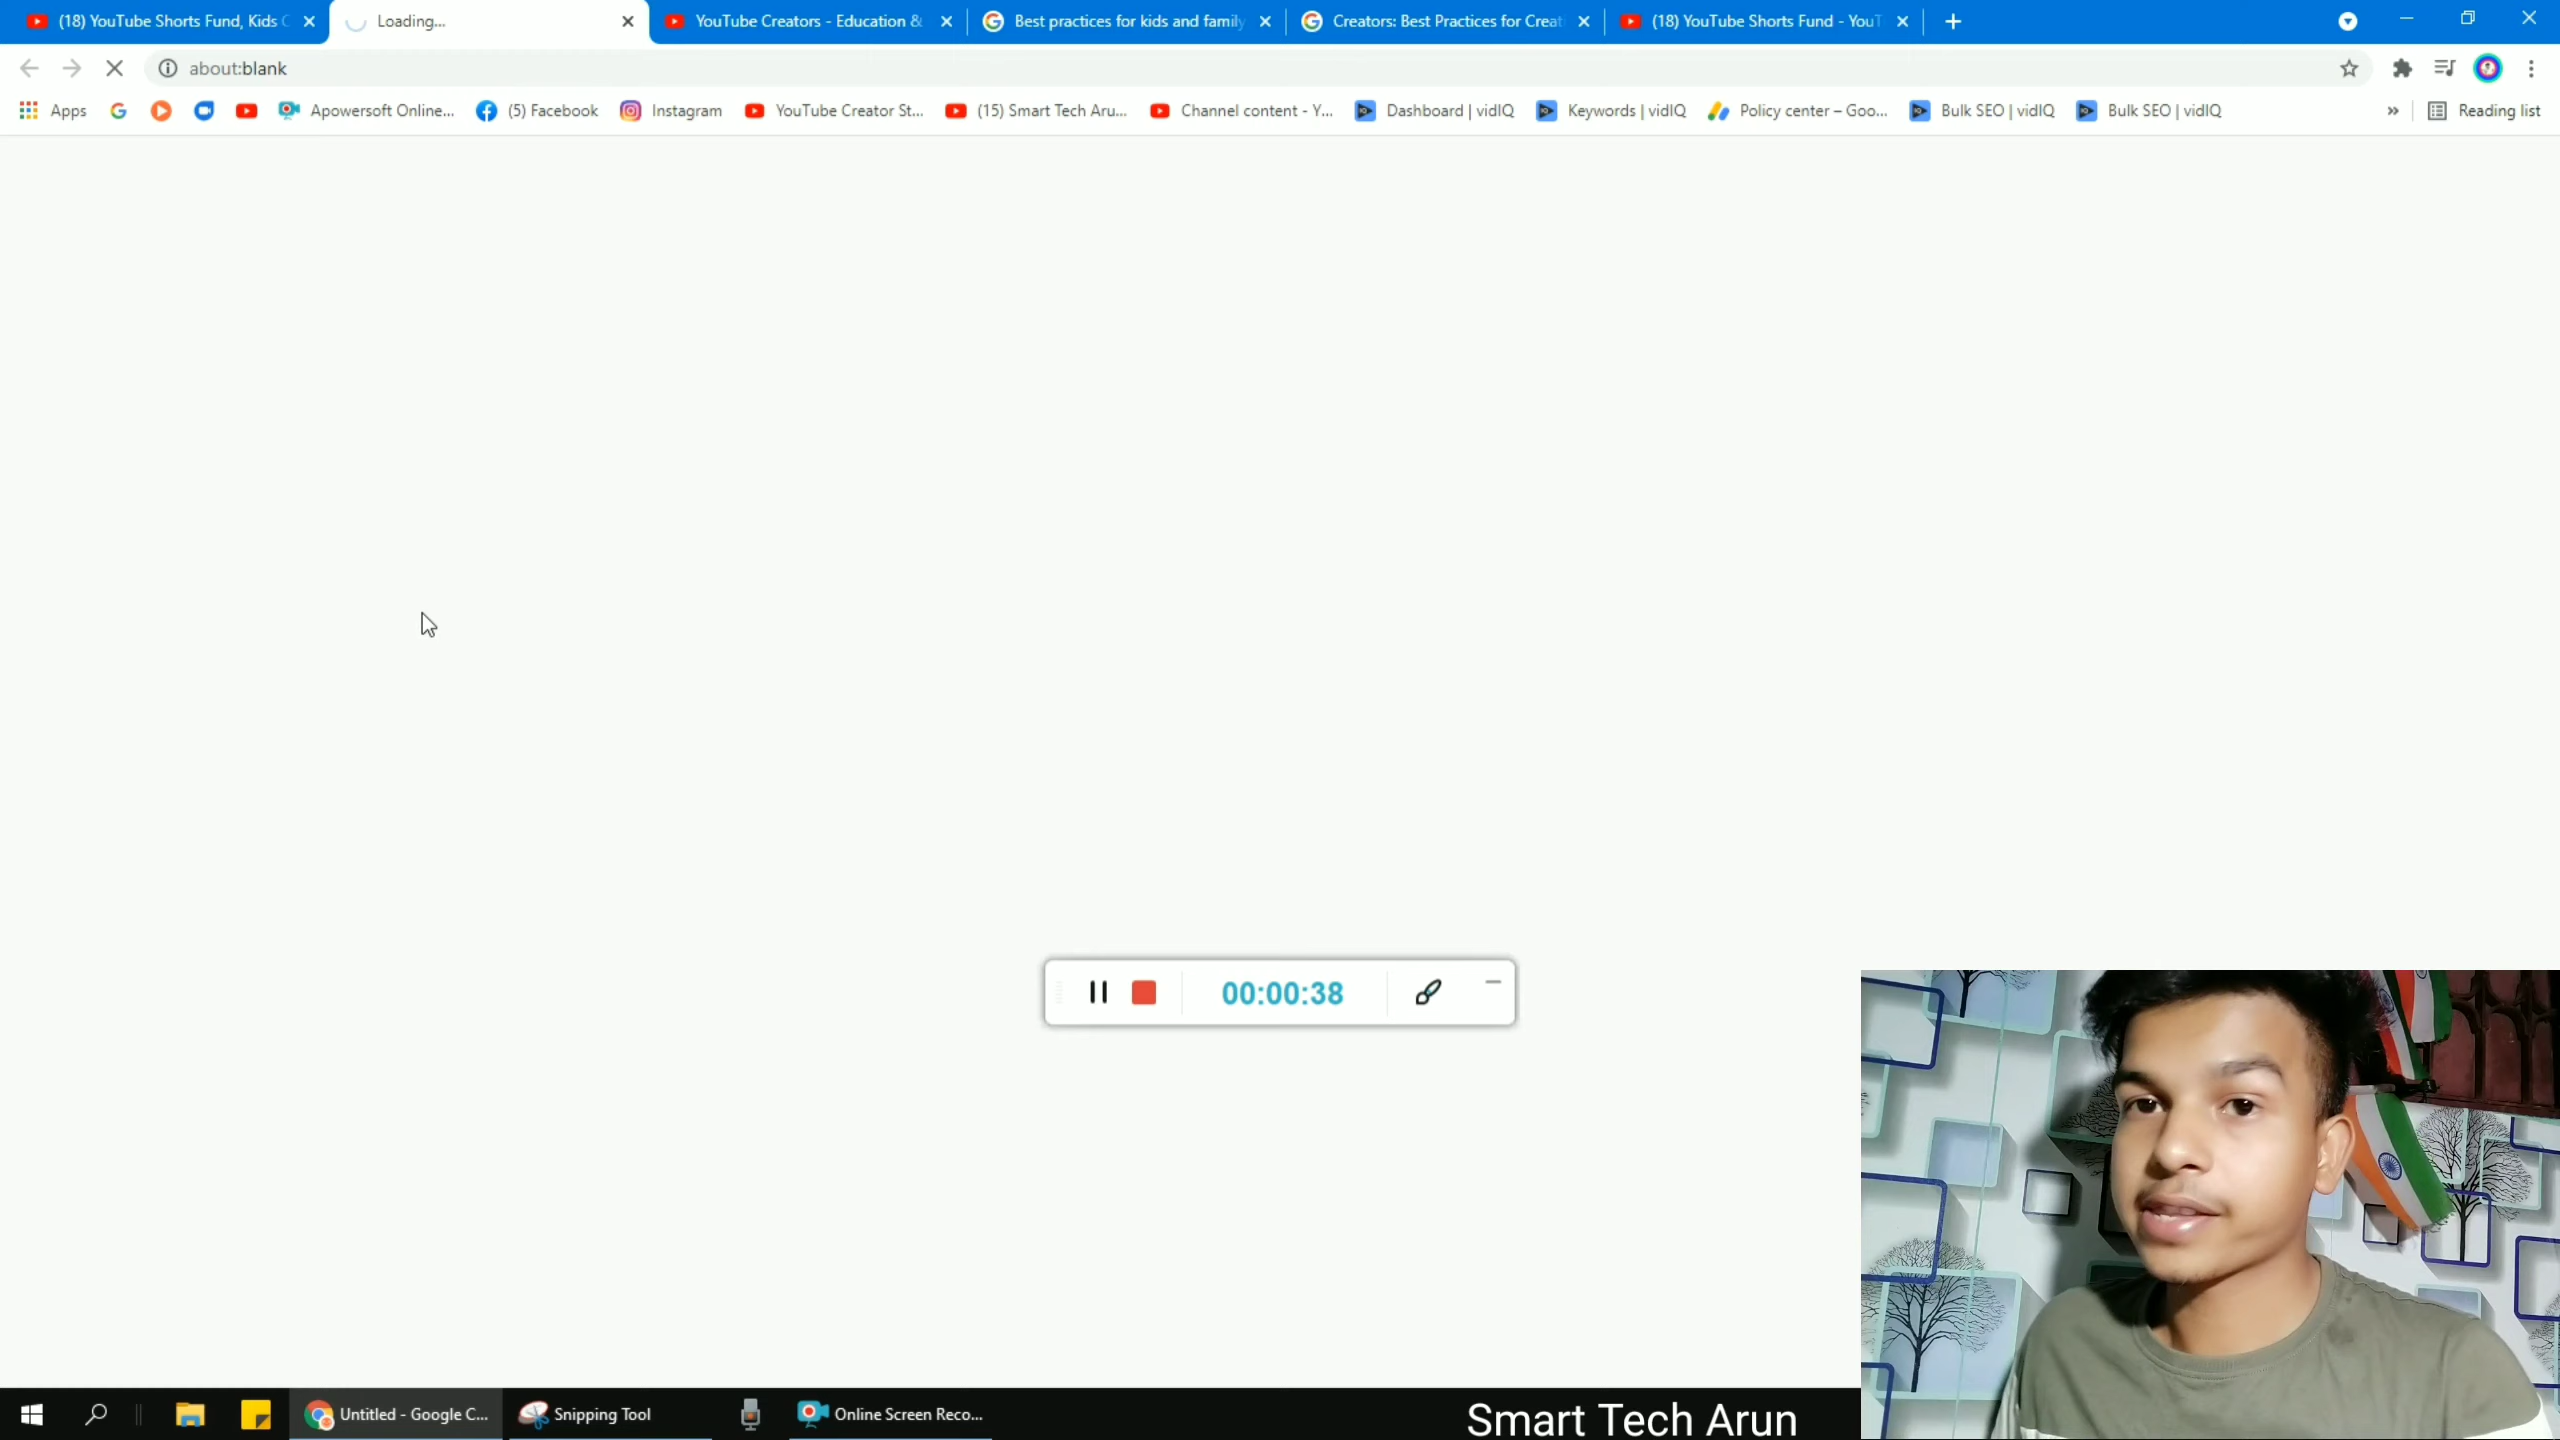 (18) YouTube Shorts Fund, Kids C
Loading...
YouTube Creators - Education &
Best practices for kids and family
Creators: Best Practices for Creat
(18) YouTube Shorts Fund - YouT
about:blank
Apps
Apowersoft Online...
(5) Facebook
Instagram
YouTube Creator St...
(15) Smart Tech Aru...
Channel content - Y...
Dashboard | vidIQ
Keywords | vidIQ
Policy center – Goo...
Bulk SEO | vidIQ
Bulk SEO | vidIQ
Reading list
00:00:38
Untitled - Google C...
Snipping Tool
Online Screen Reco...
Smart Tech Arun